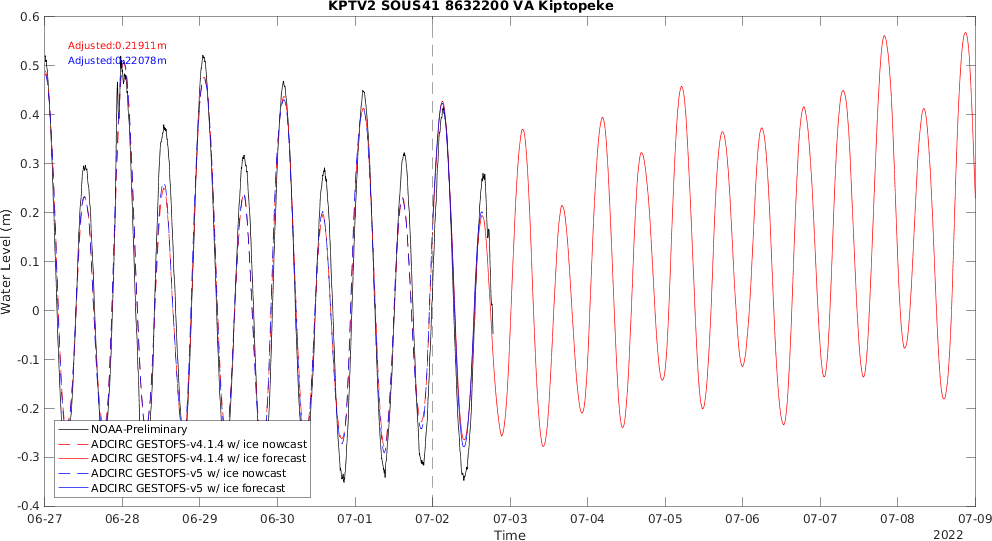 KPTV2 SOUS41 8632200 VA Kiptopeke
Adjusted:0.21911m
Adjusted:0.22078m
Water Level (m)
0.6
0.5
0.4
0.3
0.2
0.1
0
-0.1
-0.2
-0.3
-0.4
NOAA-Preliminary
ADCIRC GESTOFS-v4.1.4 w/ ice nowcast
ADCIRC GESTOFS-v4.1.4 w/ ice forecast
ADCIRC GESTOFS-v5 w/ ice nowcast
ADCIRC GESTOFS-v5 w/ ice forecast
06-27 06-28 06-29 06-30 07-01 07-02 07-03 07-04 07-05 07-06 07-07 07-08 07-09
Time
2022